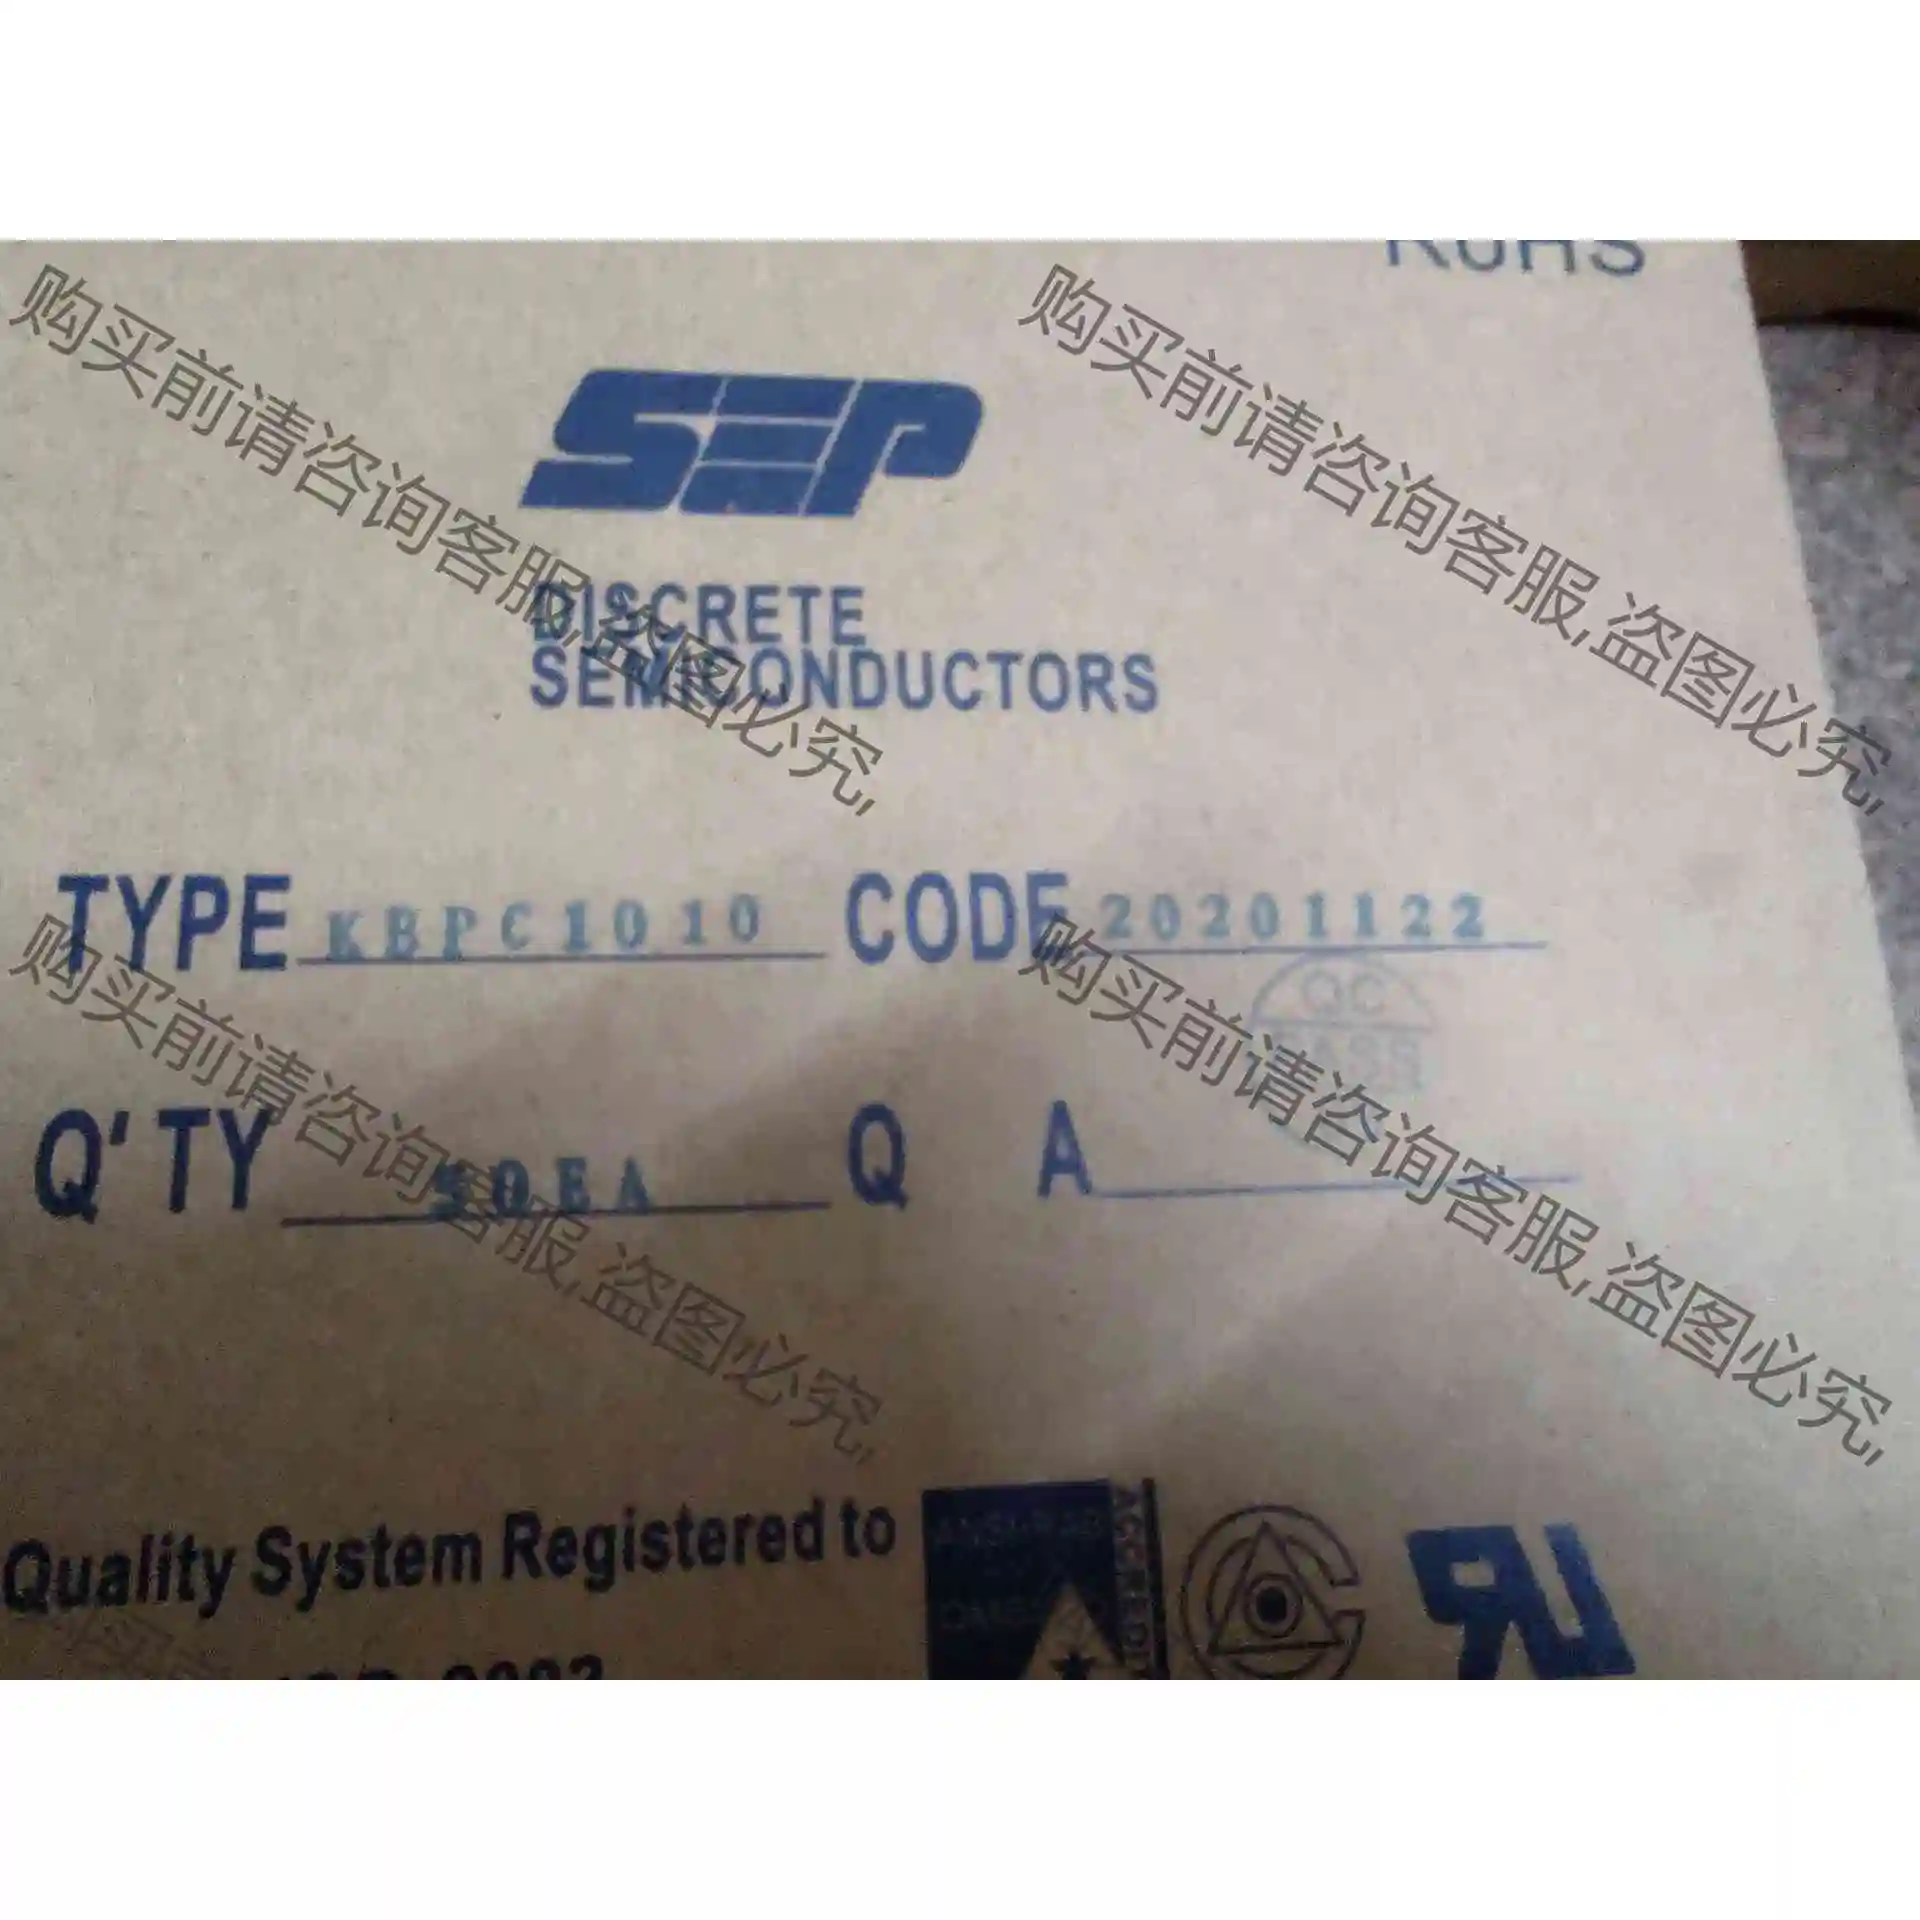 RoHS
SEP
DISCRETE
SEMICONDUCTORS
TYPE KBPC1010 CODE 20201122
QC
PASS
Q'TY 50EA Q A
Quality System Registered to
购买前请咨询客服,盗图必究,
购买前请咨询客服,盗图必究,
购买前请咨询客服,盗图必究,
购买前请咨询客服,盗图必究,